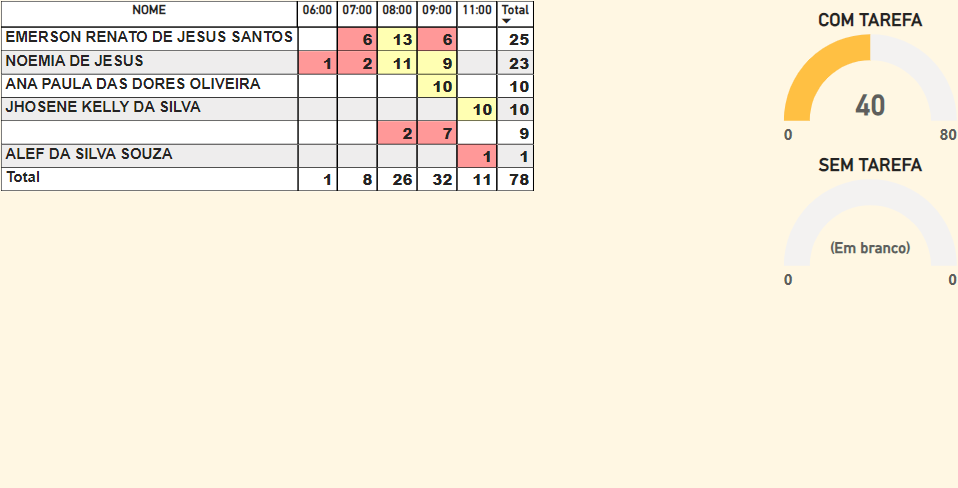 NOME 06:00 07:00 08:00 09:00 11:00 Total
EMERSON RENATO DE JESUS SANTOS 6 13 6 25
NOEMIA DE JESUS 1 2 11 9 23
ANA PAULA DAS DORES OLIVEIRA 10 10
JHOSENE KELLY DA SILVA 10 10
2 7 9
ALEF DA SILVA SOUZA 1 1
Total 1 8 26 32 11 78
COM TAREFA
40
0 80
SEM TAREFA
(Em branco)
0 0